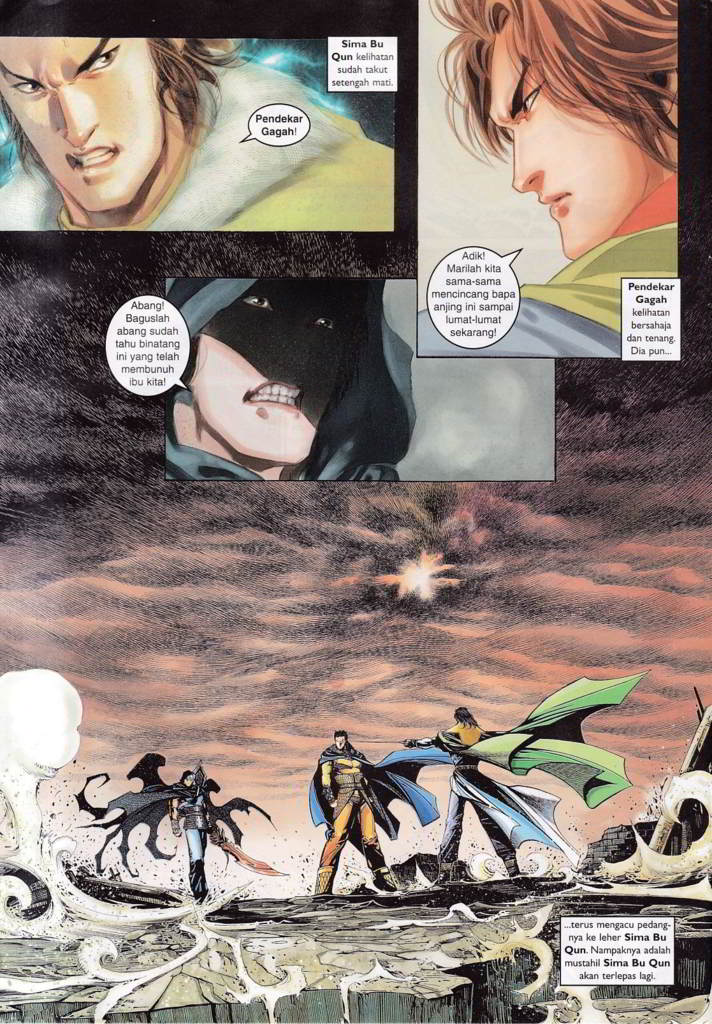 Sima Bu
Qun kelihatan
sudah takut
setengah mati.
Pendekar
Gagah!
Adik!
Marilah kita
sama-sama
mencincang bapa
anjing ini sampai
lumat-lumat
sekarang!
Pendekar
Gagah
kelihatan
bersahaja
dan tenang.
Dia pun...
Abang!
Baguslah
abang sudah
tahu binatang
ini yang telah
membunuh
ibu kita!
...terus mengacu pedang-
nya ke leher Sima Bu
Qun. Nampaknya adalah
mustahil Sima Bu Qun
akan terlepas lagi.